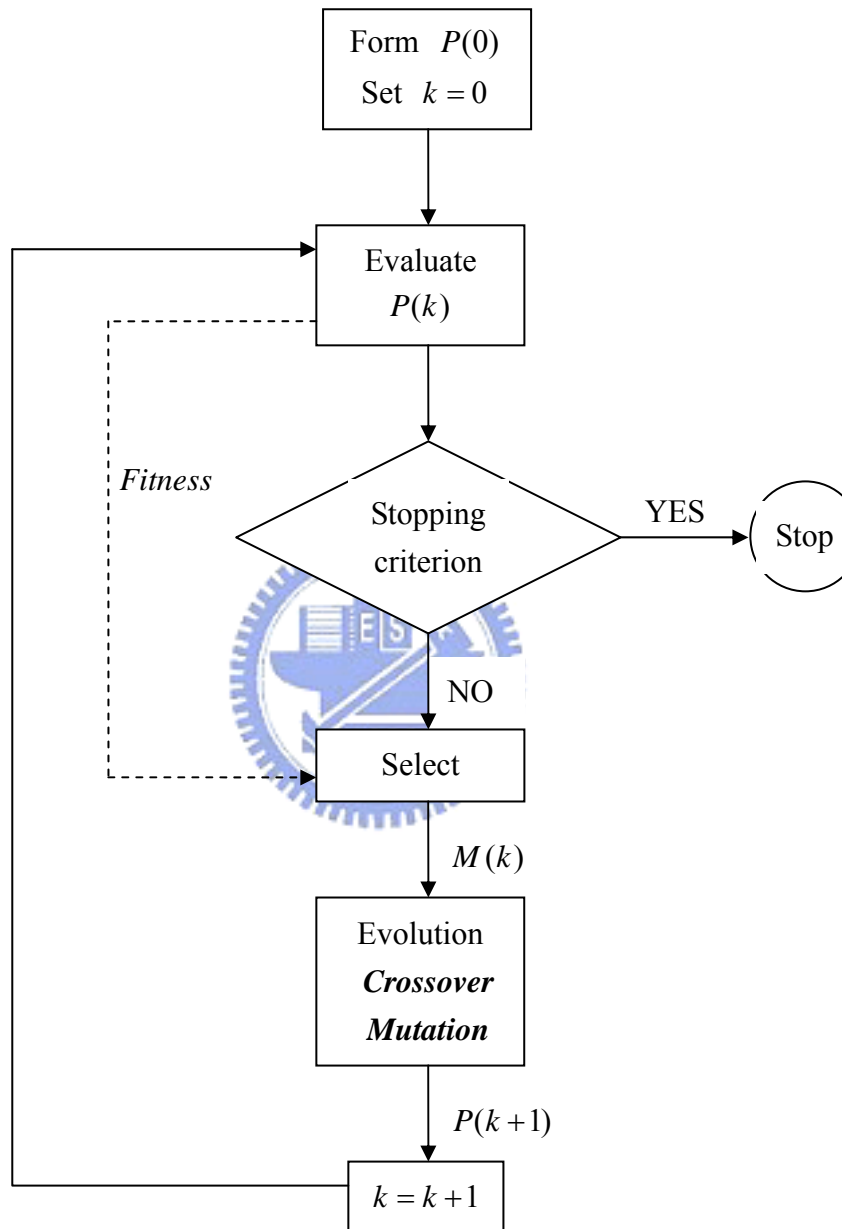 Form P(0)
Set k = 0
Evaluate
P(k)
Fitness
Stopping
criterion
YES
Stop
NO
Select
M(k)
Evolution
Crossover
Mutation
P(k+1)
k = k+1